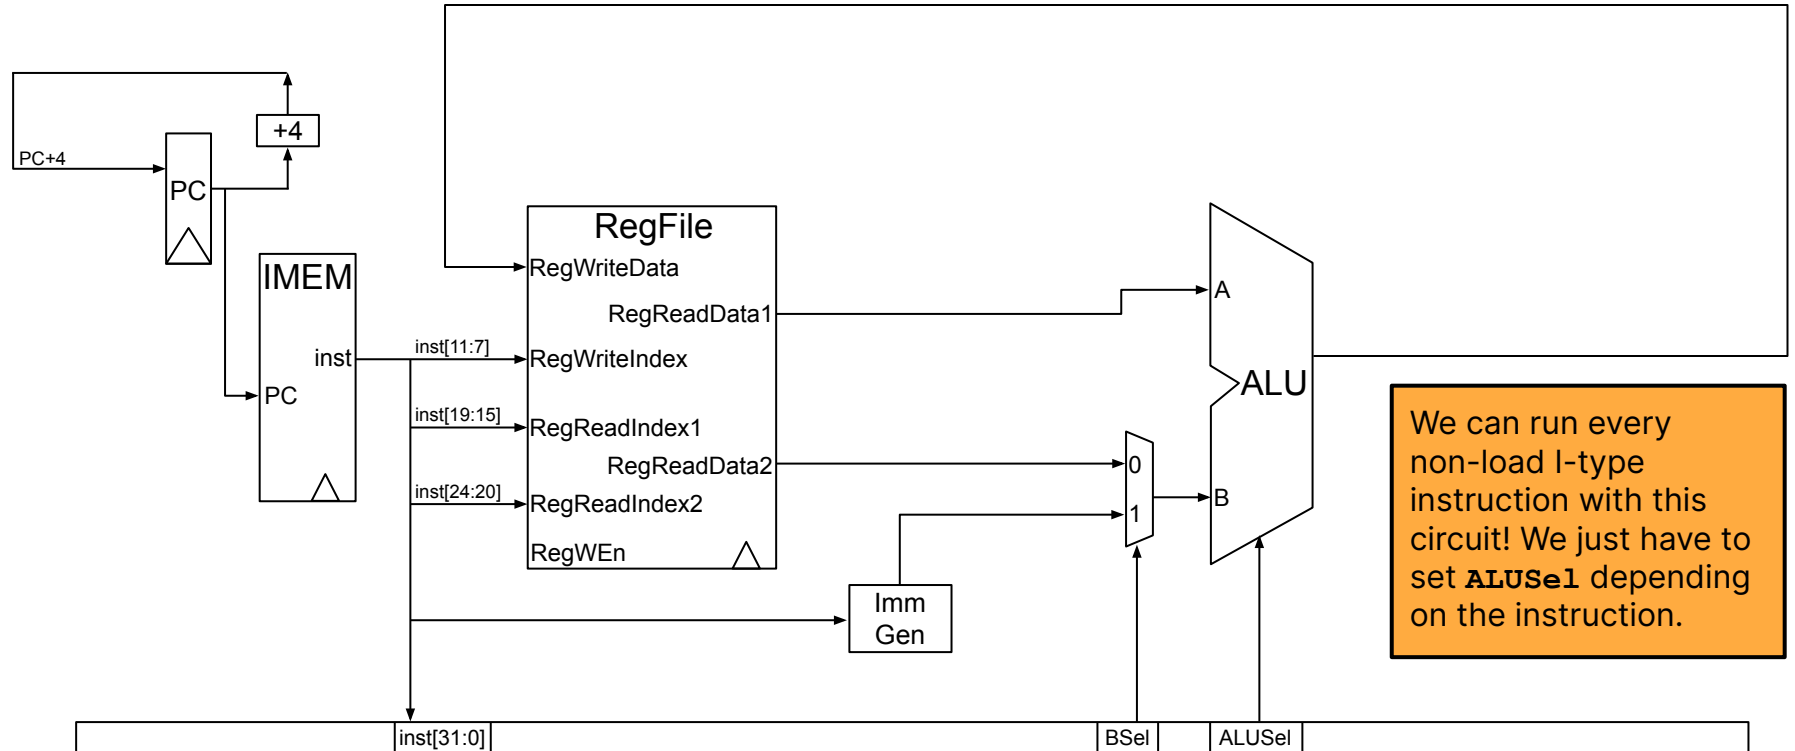 +4
PC+4
PC
IMEM
inst
PC
inst[11:7]
inst[19:15]
inst[24:20]
RegFile
RegWriteData
RegReadData1
RegWriteIndex
RegReadIndex1
RegReadData2
RegReadIndex2
RegWEn
Imm
Gen
0
1
A
B
ALU
We can run every
non-load I-type
instruction with this
circuit! We just have to
set ALUSel depending
on the instruction.
inst[31:0]
BSel
ALUSel